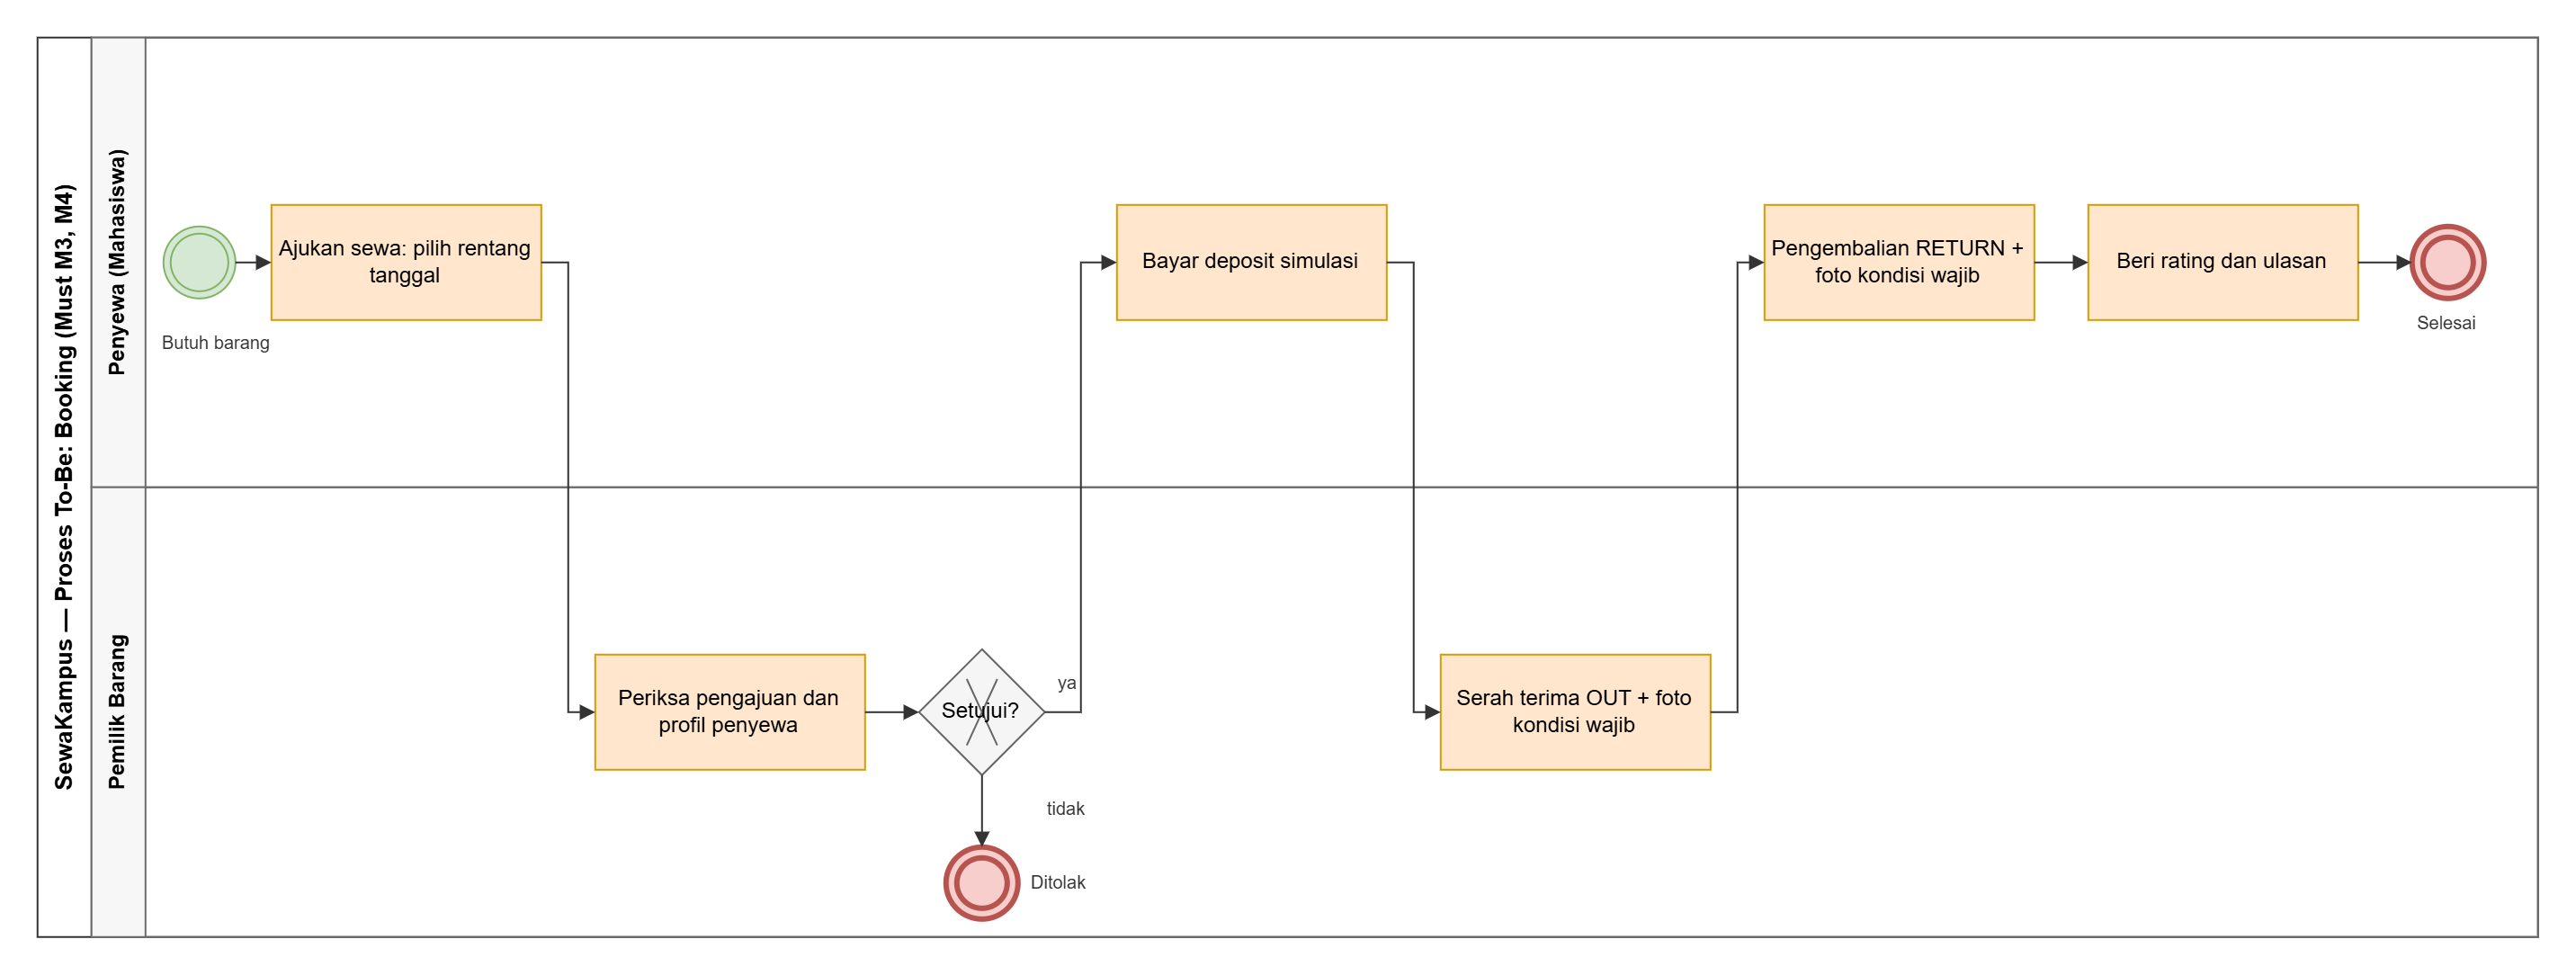 SewaKampus — Proses To-Be: Booking (Must M3, M4)
Penyewa (Mahasiswa)
Butuh barang
Ajukan sewa: pilih rentang
tanggal
Bayar deposit simulasi
Pengembalian RETURN +
foto kondisi wajib
Beri rating dan ulasan
Selesai
Pemilik Barang
Periksa pengajuan dan
profil penyewa
Setujui?
ya
tidak
Ditolak
Serah terima OUT + foto
kondisi wajib